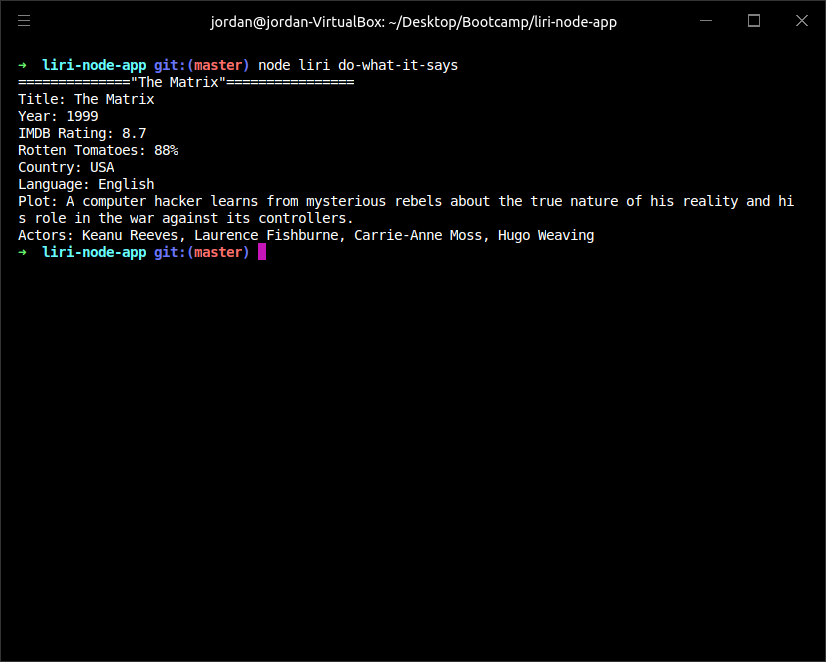 jordan@jordan-VirtualBox: ~/Desktop/Bootcamp/liri-node-app
➜  liri-node-app git:(master) node liri do-what-it-says
=============="The Matrix"================
Title: The Matrix
Year: 1999
IMDB Rating: 8.7
Rotten Tomatoes: 88%
Country: USA
Language: English
Plot: A computer hacker learns from mysterious rebels about the true nature of his reality and hi
s role in the war against its controllers.
Actors: Keanu Reeves, Laurence Fishburne, Carrie-Anne Moss, Hugo Weaving
➜  liri-node-app git:(master)